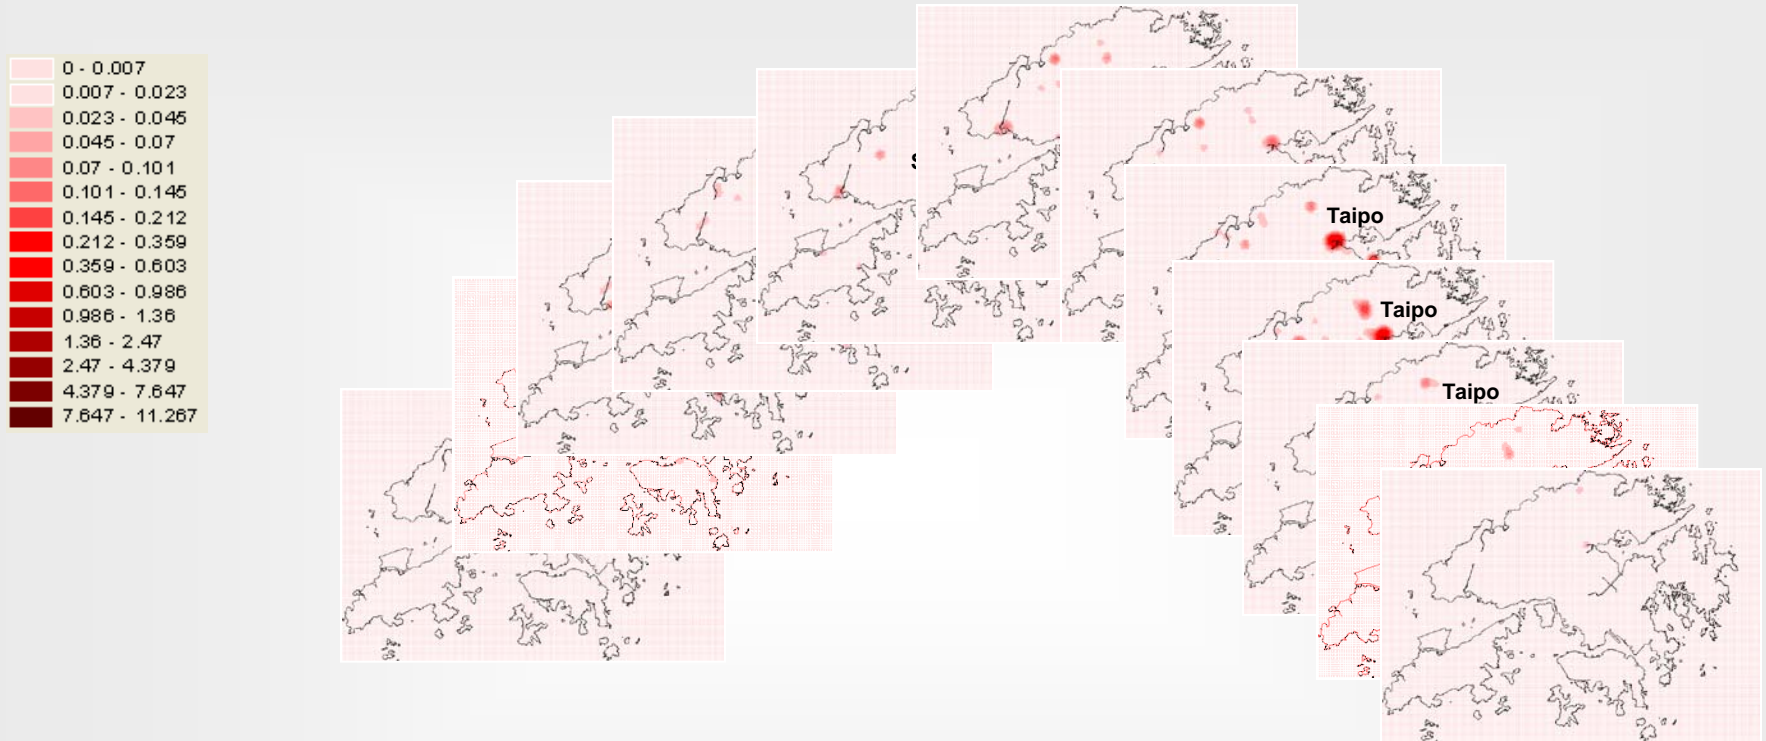 0 - 0.007
0.007 - 0.023
0.023 - 0.045
0.045 - 0.07
0.07 - 0.101
0.101 - 0.145
0.145 - 0.212
0.212 - 0.359
0.359 - 0.603
0.603 - 0.986
0.986 - 1.36
1.36 - 2.47
2.47 - 4.379
4.379 - 7.647
7.647 - 11.267
Taipo
Taipo
Taipo